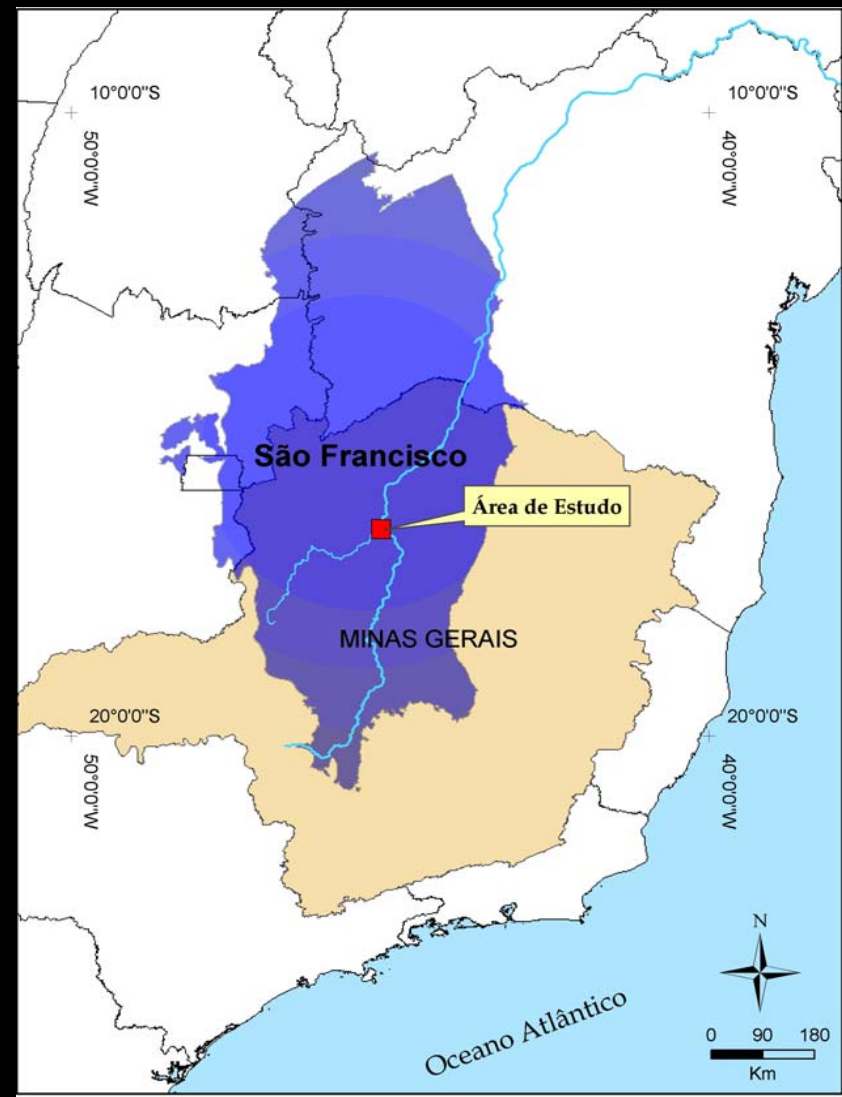 10°0'0"S
10°0'0"S
50°0'0"W
40°0'0"W
São Francisco
Área de Estudo
MINAS GERAIS
20°0'0"S
20°0'0"S
50°0'0"W
40°0'0"W
N
Oceano Atlântico
0 90 180
Km